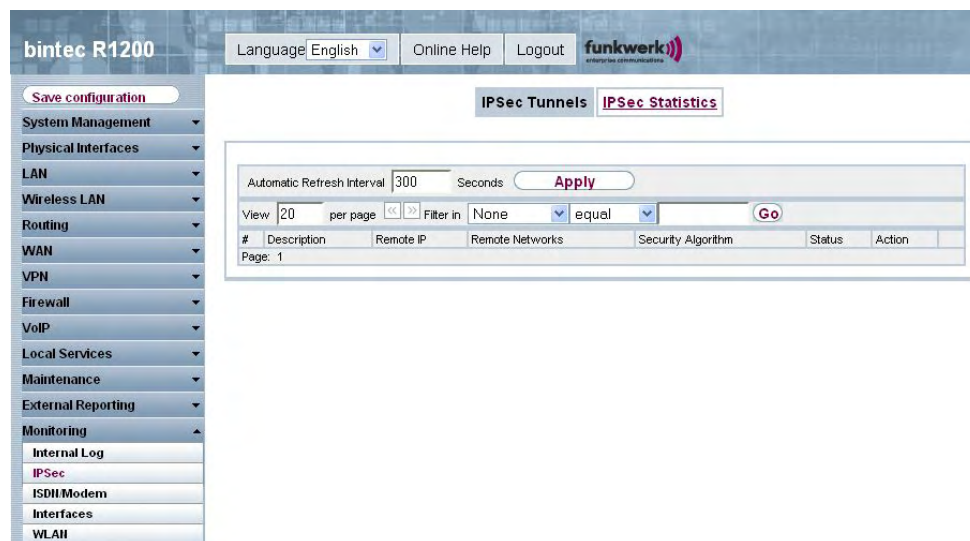 bintec R1200
Language English Online Help Logout funkwerk
enterprise communications
Save configuration
System Management
Physical Interfaces
LAN
Wireless LAN
Routing
WAN
VPN
Firewall
VoIP
Local Services
Maintenance
External Reporting
Monitoring
Internal Log
IPSec
ISDN/Modem
Interfaces
WLAN
IPSec Tunnels IPSec Statistics
Automatic Refresh Interval 300 Seconds Apply
View 20 per page << >> Filter in None equal Go
# Description Remote IP Remote Networks Security Algorithm Status Action
Page: 1